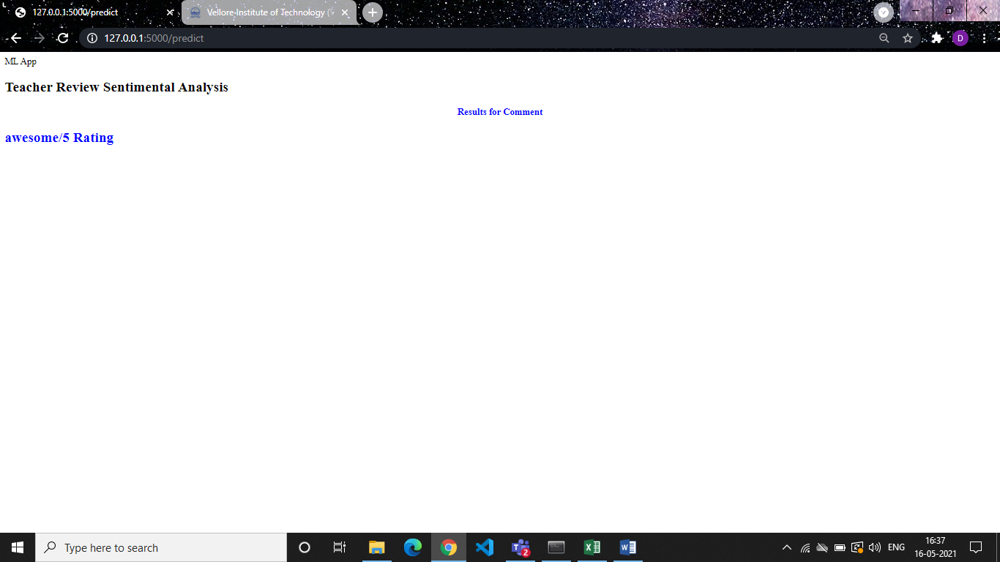 127.0.0.1:5000/predict
Vellore-Institute of Technology (
127.0.0.1:5000/predict
D
ML App
Teacher Review Sentimental Analysis
Results for Comment
awesome/5 Rating
Type here to search
2
ENG
16:37
16-05-2021